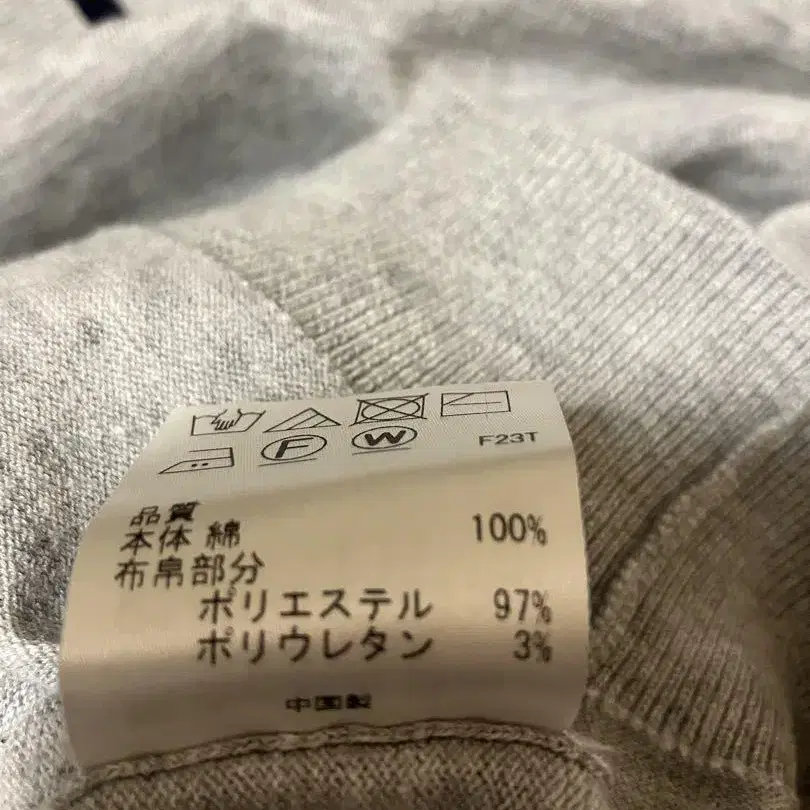 F W F23T
品質
本体 綿 100%
布帛部分
ポリエステル 97%
ポリウレタン 3%
中国製